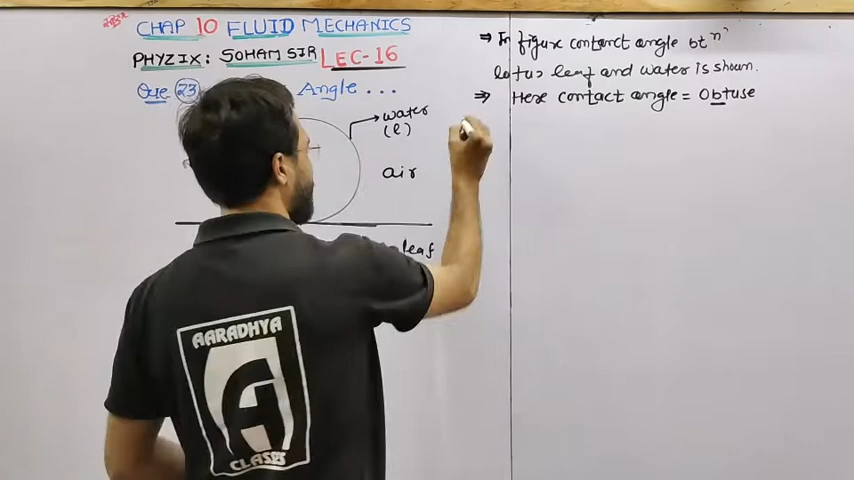 CHAP 10 FLUID MECHANICS
PHYZIX: SOHAM SIR LEC-16
Que 23 Angle ...
water
(l)
air
leaf
⇒ In figure contact angle btⁿ
lotus leaf and water is shown.
⇒ Here contact angle = Obtuse
AARADHYA
CLASSES